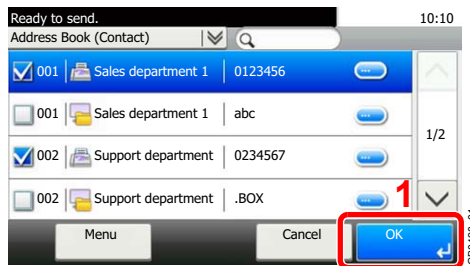 Ready to send. 10:10
Address Book (Contact)
001 Sales department 1 0123456
001 Sales department 1 abc
1/2
002 Support department 0234567
002 Support department .BOX
1
Menu Cancel OK